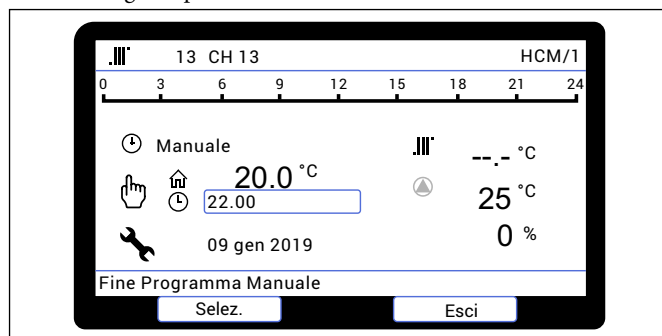 13 CH 13 HCM/1
0 3 6 9 12 15 18 21 24
Manuale
--.- °C
20.0 °C
25 °C
22.00
09 gen 2019
0 %
Fine Programma Manuale
Selez. Esci